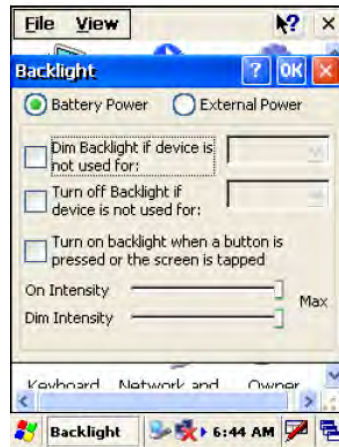 File View ? ×
Backlight ? OK ×
Battery Power External Power
Dim Backlight if device is
not used for:
Turn off Backlight if
device is not used for:
Turn on backlight when a button is
pressed or the screen is tapped
On Intensity
Max
Dim Intensity
Keyboard Network and Owner
Backlight 6:44 AM